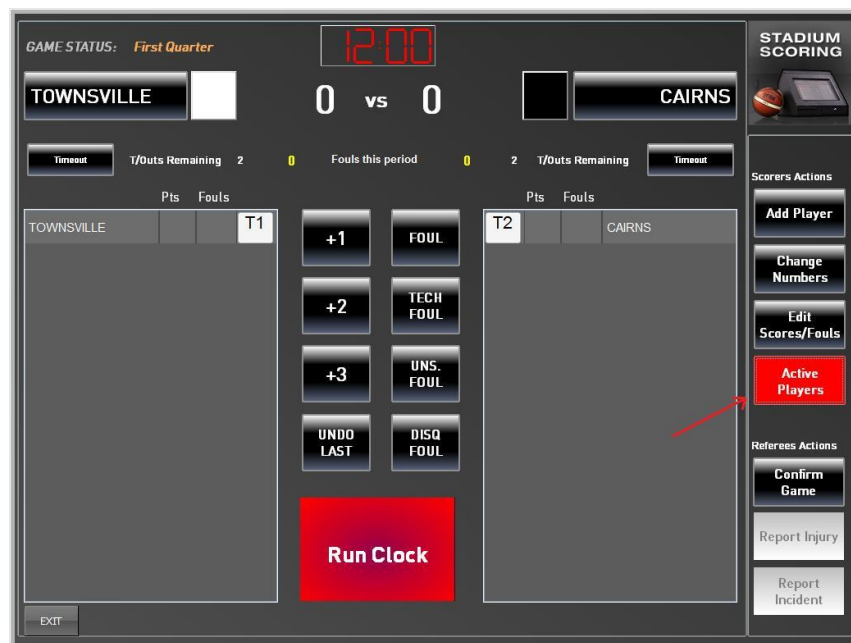 GAME STATUS: First Quarter
12:00
STADIUM
SCORING
TOWNSVILLE
0 vs 0
CAIRNS
Timeout
T/Outs Remaining 2
0 Fouls this period 0
2 T/Outs Remaining
Timeout
Pts Fouls
Pts Fouls
TOWNSVILLE T1
T2 CAIRNS
+1
FOUL
+2
TECH
FOUL
+3
UNS.
FOUL
UNDO
LAST
DISQ
FOUL
Run Clock
EXIT
Scorers Actions
Add Player
Change
Numbers
Edit
Scores/Fouls
Active
Players
Referees Actions
Confirm
Game
Report Injury
Report
Incident